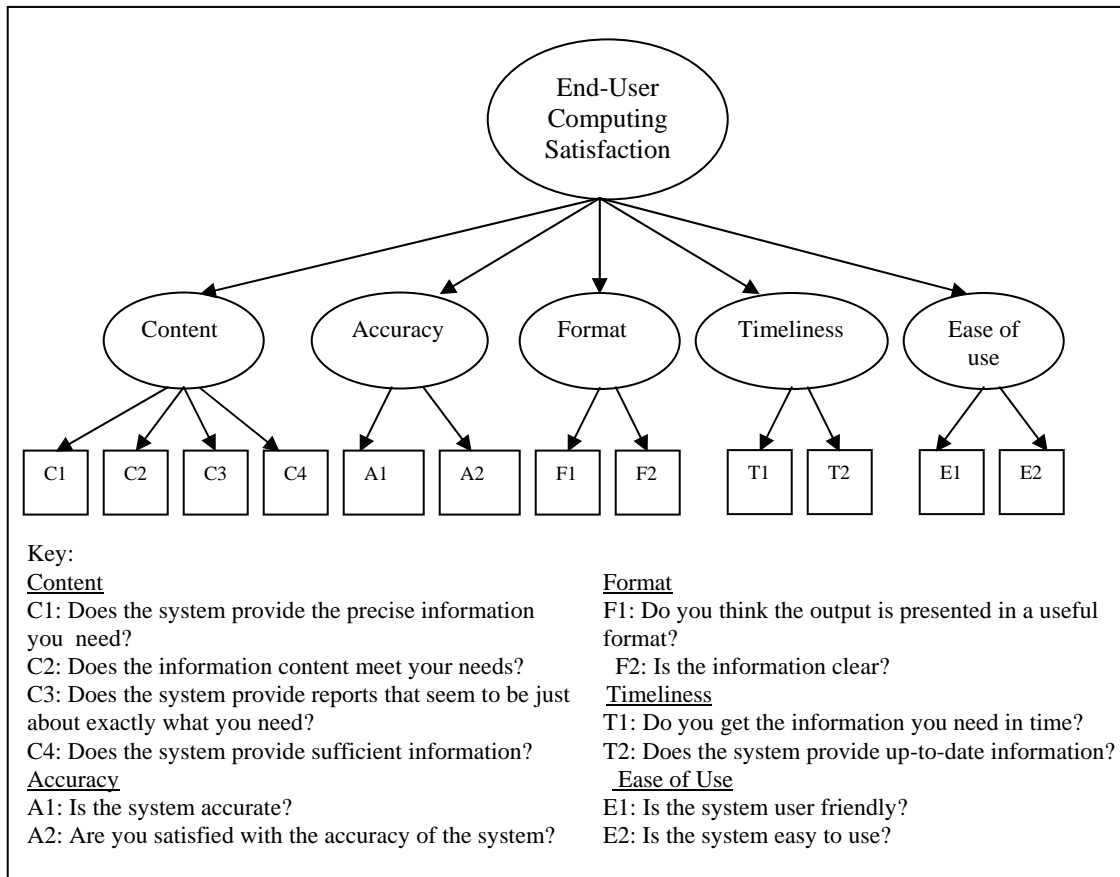 End-User
Computing
Satisfaction
Content
Accuracy
Format
Timeliness
Ease of
use
C1
C2
C3
C4
A1
A2
F1
F2
T1
T2
E1
E2
Key:
Content
C1: Does the system provide the precise information
you need?
C2: Does the information content meet your needs?
C3: Does the system provide reports that seem to be just
about exactly what you need?
C4: Does the system provide sufficient information?
Accuracy
A1: Is the system accurate?
A2: Are you satisfied with the accuracy of the system?
Format
F1: Do you think the output is presented in a useful
format?
F2: Is the information clear?
Timeliness
T1: Do you get the information you need in time?
T2: Does the system provide up-to-date information?
Ease of Use
E1: Is the system user friendly?
E2: Is the system easy to use?